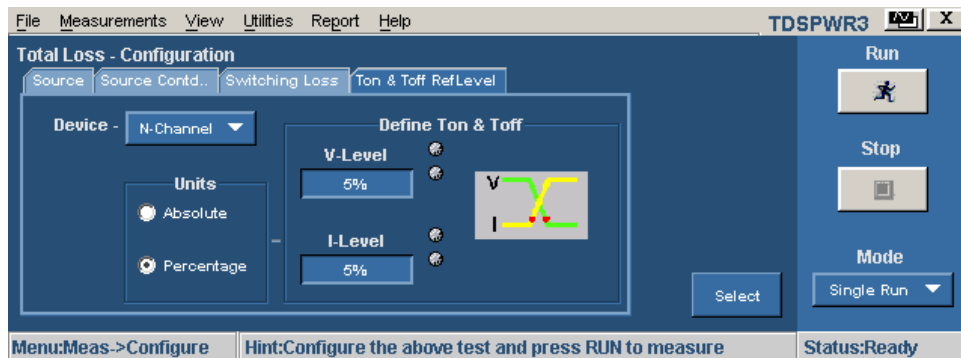 File Measurements View Utilities Report Help TDSPWR3 X
Total Loss - Configuration
Source Source Contd.. Switching Loss Ton & Toff RefLevel
Device - N-Channel
Units
Absolute
Percentage
Define Ton & Toff
V-Level
5%
I-Level
5%
V
I
Select
Run
Stop
Mode
Single Run
Menu:Meas->Configure Hint:Configure the above test and press RUN to measure Status:Ready